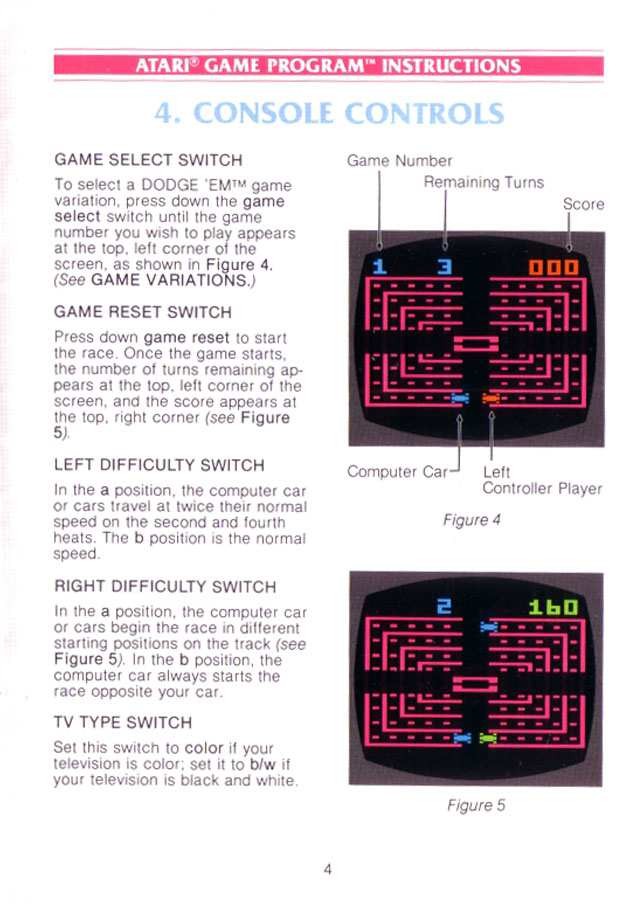 ATARI® GAME PROGRAM™ INSTRUCTIONS
4. CONSOLE CONTROLS
GAME SELECT SWITCH
To select a DODGE 'EM™ game
variation, press down the game
select switch until the game
number you wish to play appears
at the top, left corner of the
screen, as shown in Figure 4.
(See GAME VARIATIONS.)
GAME RESET SWITCH
Press down game reset to start
the race. Once the game starts,
the number of turns remaining ap-
pears at the top, left corner of the
screen, and the score appears at
the top, right corner (see Figure
5).
LEFT DIFFICULTY SWITCH
In the a position, the computer car
or cars travel at twice their normal
speed on the second and fourth
heats. The b position is the normal
speed.
RIGHT DIFFICULTY SWITCH
In the a position, the computer car
or cars begin the race in different
starting positions on the track (see
Figure 5). In the b position, the
computer car always starts the
race opposite your car.
TV TYPE SWITCH
Set this switch to color if your
television is color; set it to b/w if
your television is black and white.
Game Number
Remaining Turns
Score
1 3 000
Computer Car
Left
Controller Player
Figure 4
2 160
Figure 5
4